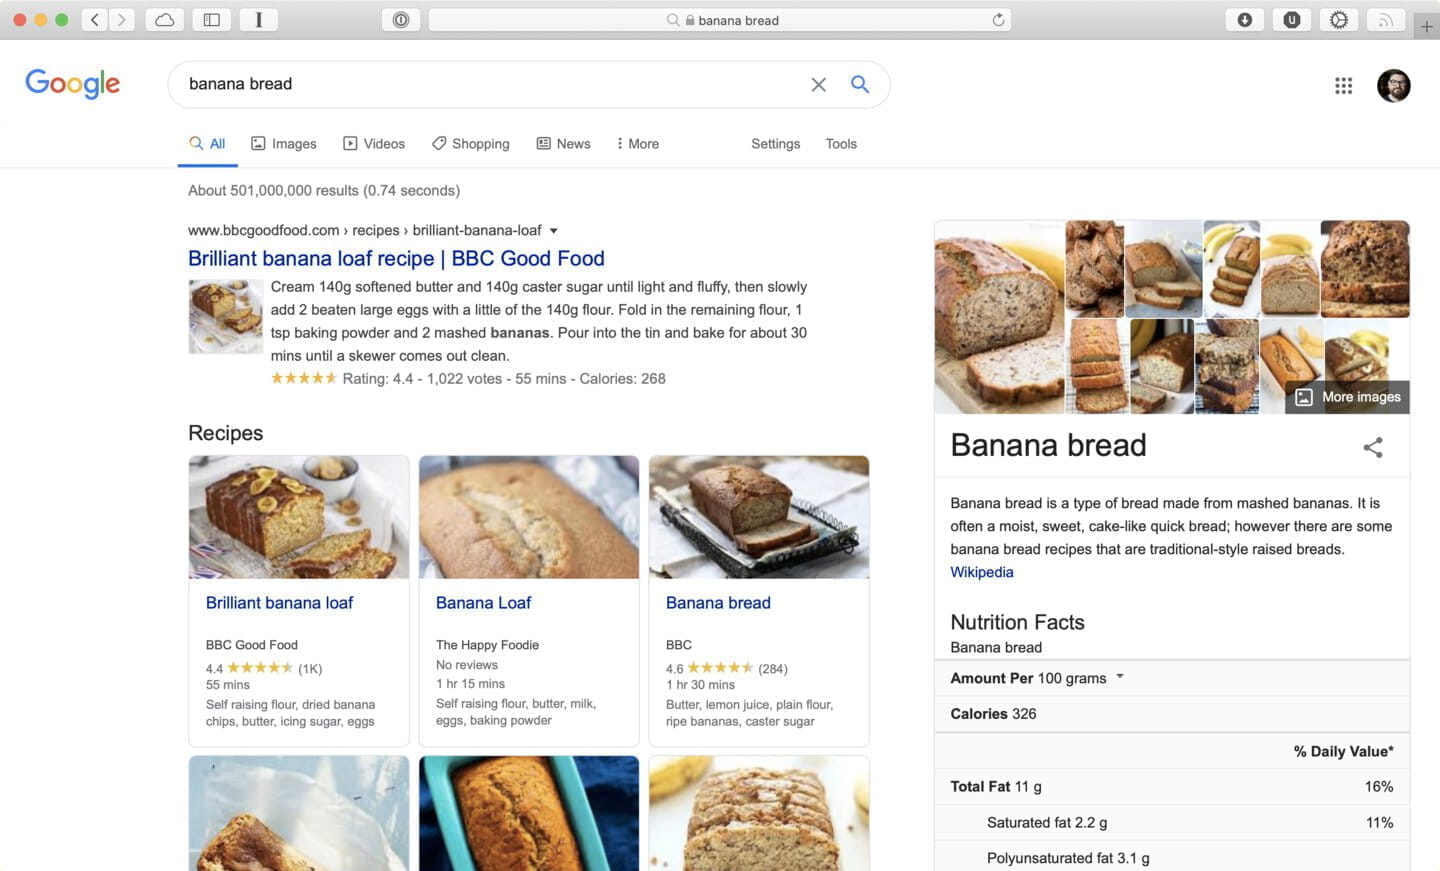 banana bread
Google
banana bread
All
Images
Videos
Shopping
News
More
Settings
Tools
About 501,000,000 results (0.74 seconds)
www.bbcgoodfood.com › recipes › brilliant-banana-loaf
Brilliant banana loaf recipe | BBC Good Food
Cream 140g softened butter and 140g caster sugar until light and fluffy, then slowly
add 2 beaten large eggs with a little of the 140g flour. Fold in the remaining flour, 1
tsp baking powder and 2 mashed bananas. Pour into the tin and bake for about 30
mins until a skewer comes out clean.
Rating: 4.4 - 1,022 votes - 55 mins - Calories: 268
Recipes
Brilliant banana loaf
BBC Good Food
4.4 (1K)
55 mins
Self raising flour, dried banana
chips, butter, icing sugar, eggs
Banana Loaf
The Happy Foodie
No reviews
1 hr 15 mins
Self raising flour, butter, milk,
eggs, baking powder
Banana bread
BBC
4.6 (284)
1 hr 30 mins
Butter, lemon juice, plain flour,
ripe bananas, caster sugar
More images
Banana bread
Banana bread is a type of bread made from mashed bananas. It is
often a moist, sweet, cake-like quick bread; however there are some
banana bread recipes that are traditional-style raised breads.
Wikipedia
Nutrition Facts
Banana bread
Amount Per 100 grams
Calories 326
% Daily Value*
Total Fat 11 g 16%
Saturated fat 2.2 g 11%
Polyunsaturated fat 3.1 g